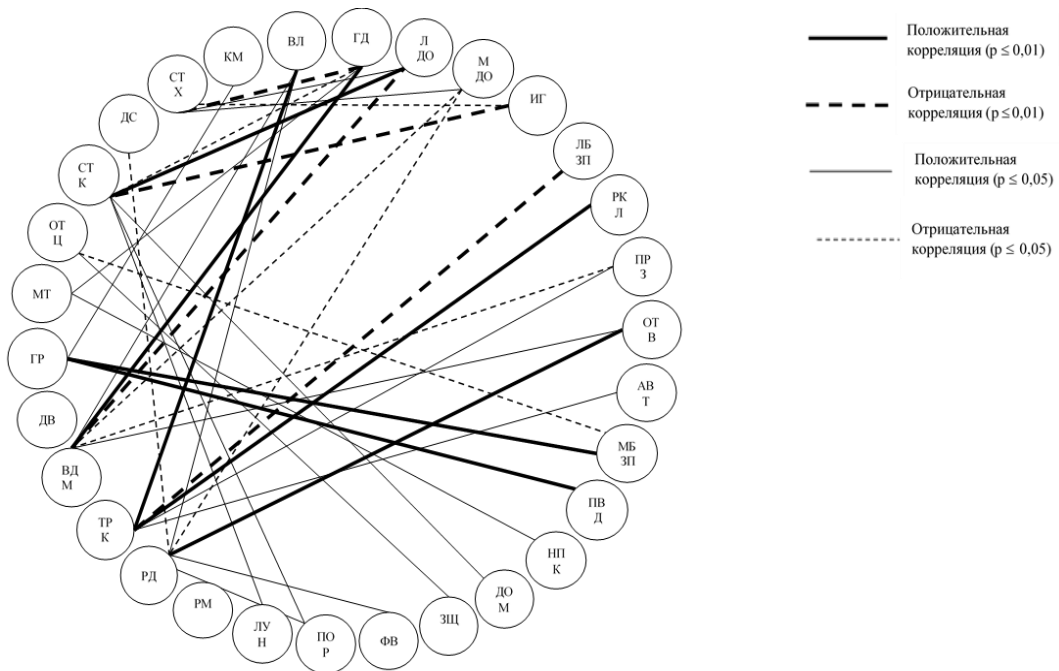 КМ
ВЛ
ГД
Л
ДО
М
ДО
ИГ
ЛБ
ЗП
РК
Л
ПР
З
ОТ
В
АВ
Т
МБ
ЗП
ПВ
Д
НП
К
ДО
М
ЗЩ
ФВ
ПО
Р
ЛУ
Н
РМ
РД
ТР
К
ВД
М
ДВ
ГР
МТ
ОТ
Ц
СТ
К
ДС
СТ
Х
Положительная
корреляция (p ≤ 0,01)
Отрицательная
корреляция (p ≤ 0,01)
Положительная
корреляция (p ≤ 0,05)
Отрицательная
корреляция (p ≤ 0,05)